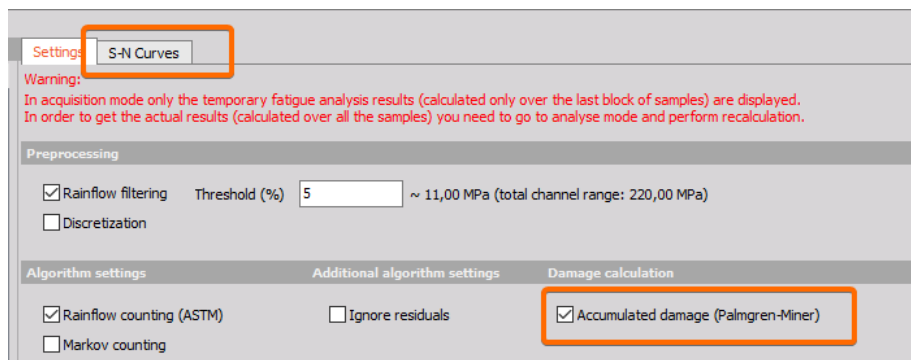 Settings S-N Curves
Warning:
In acquisition mode only the temporary fatigue analysis results (calculated only over the last block of samples) are displayed.
In order to get the actual results (calculated over all the samples) you need to go to analyse mode and perform recalculation.
Preprocessing
Rainflow filtering Threshold (%) 5 ~ 11,00 MPa (total channel range: 220,00 MPa)
Discretization
Algorithm settings Additional algorithm settings Damage calculation
Rainflow counting (ASTM) Ignore residuals Accumulated damage (Palmgren-Miner)
Markov counting